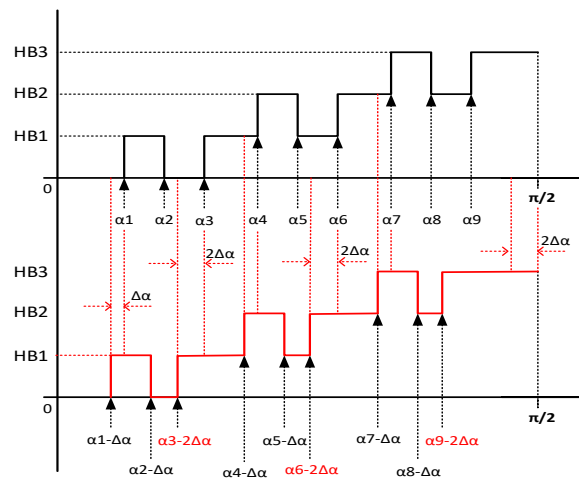 HB3
HB2
HB1
0
α1 α2 α3 α4 α5 α6 α7 α8 α9 π/2
2Δα 2Δα 2Δα
HB3
Δα
HB2
HB1
0
π/2
α1-Δα α3-2Δα α5-Δα α7-Δα α9-2Δα
α2-Δα α4-Δα α6-2Δα α8-Δα